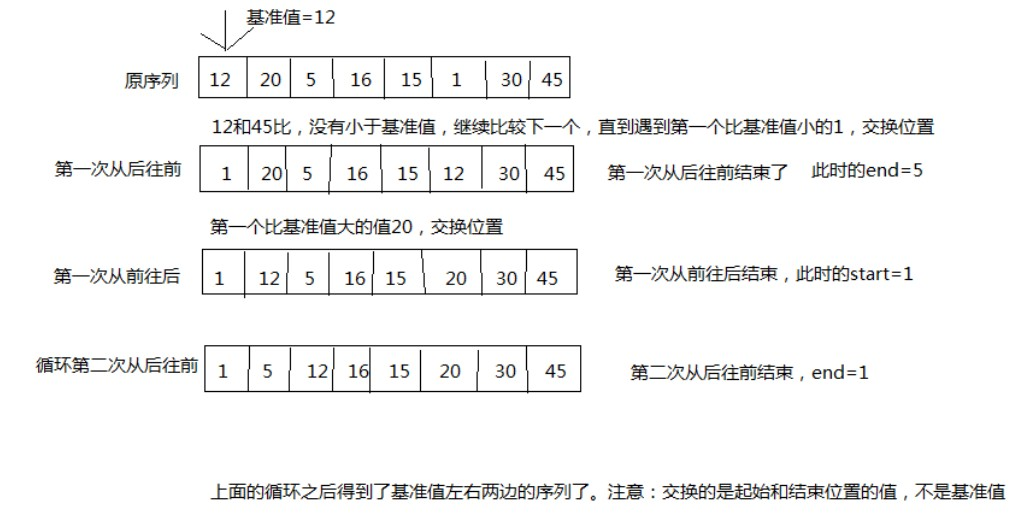 基准值=12
原序列 12 20 5 16 15 1 30 45
12和45比，没有小于基准值，继续比较下一个，直到遇到第一个比基准值小的1，交换位置
第一次从后往前 1 20 5 16 15 12 30 45 第一次从后往前结束了 此时的end=5
第一个比基准值大的值20，交换位置
第一次从前往后 1 12 5 16 15 20 30 45 第一次从前往后结束，此时的start=1
循环第二次从后往前 1 5 12 16 15 20 30 45 第二次从后往前结束，end=1
上面的循环之后得到了基准值左右两边的序列了。注意：交换的是起始和结束位置的值，不是基准值